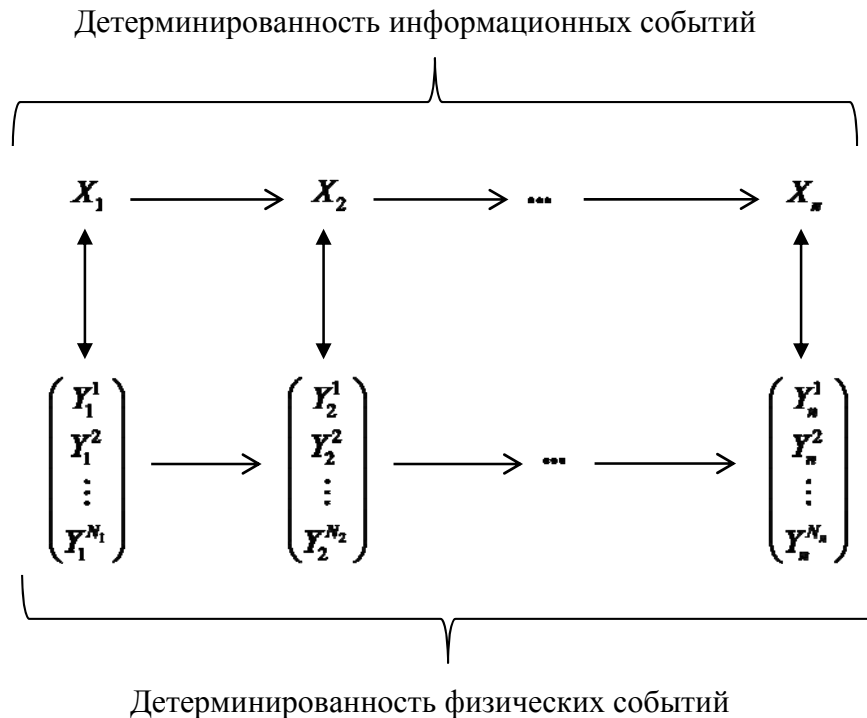 Детерминированность информационных событий
X₁ → X₂ → ... → Xₙ
Y₁¹ Y₂¹ Yₙ¹
Y₁² → Y₂² → ... → Yₙ²
⋮ ⋮ ⋮
Y₁^{N₁} Y₂^{N₂} Yₙ^{Nₙ}
Детерминированность физических событий